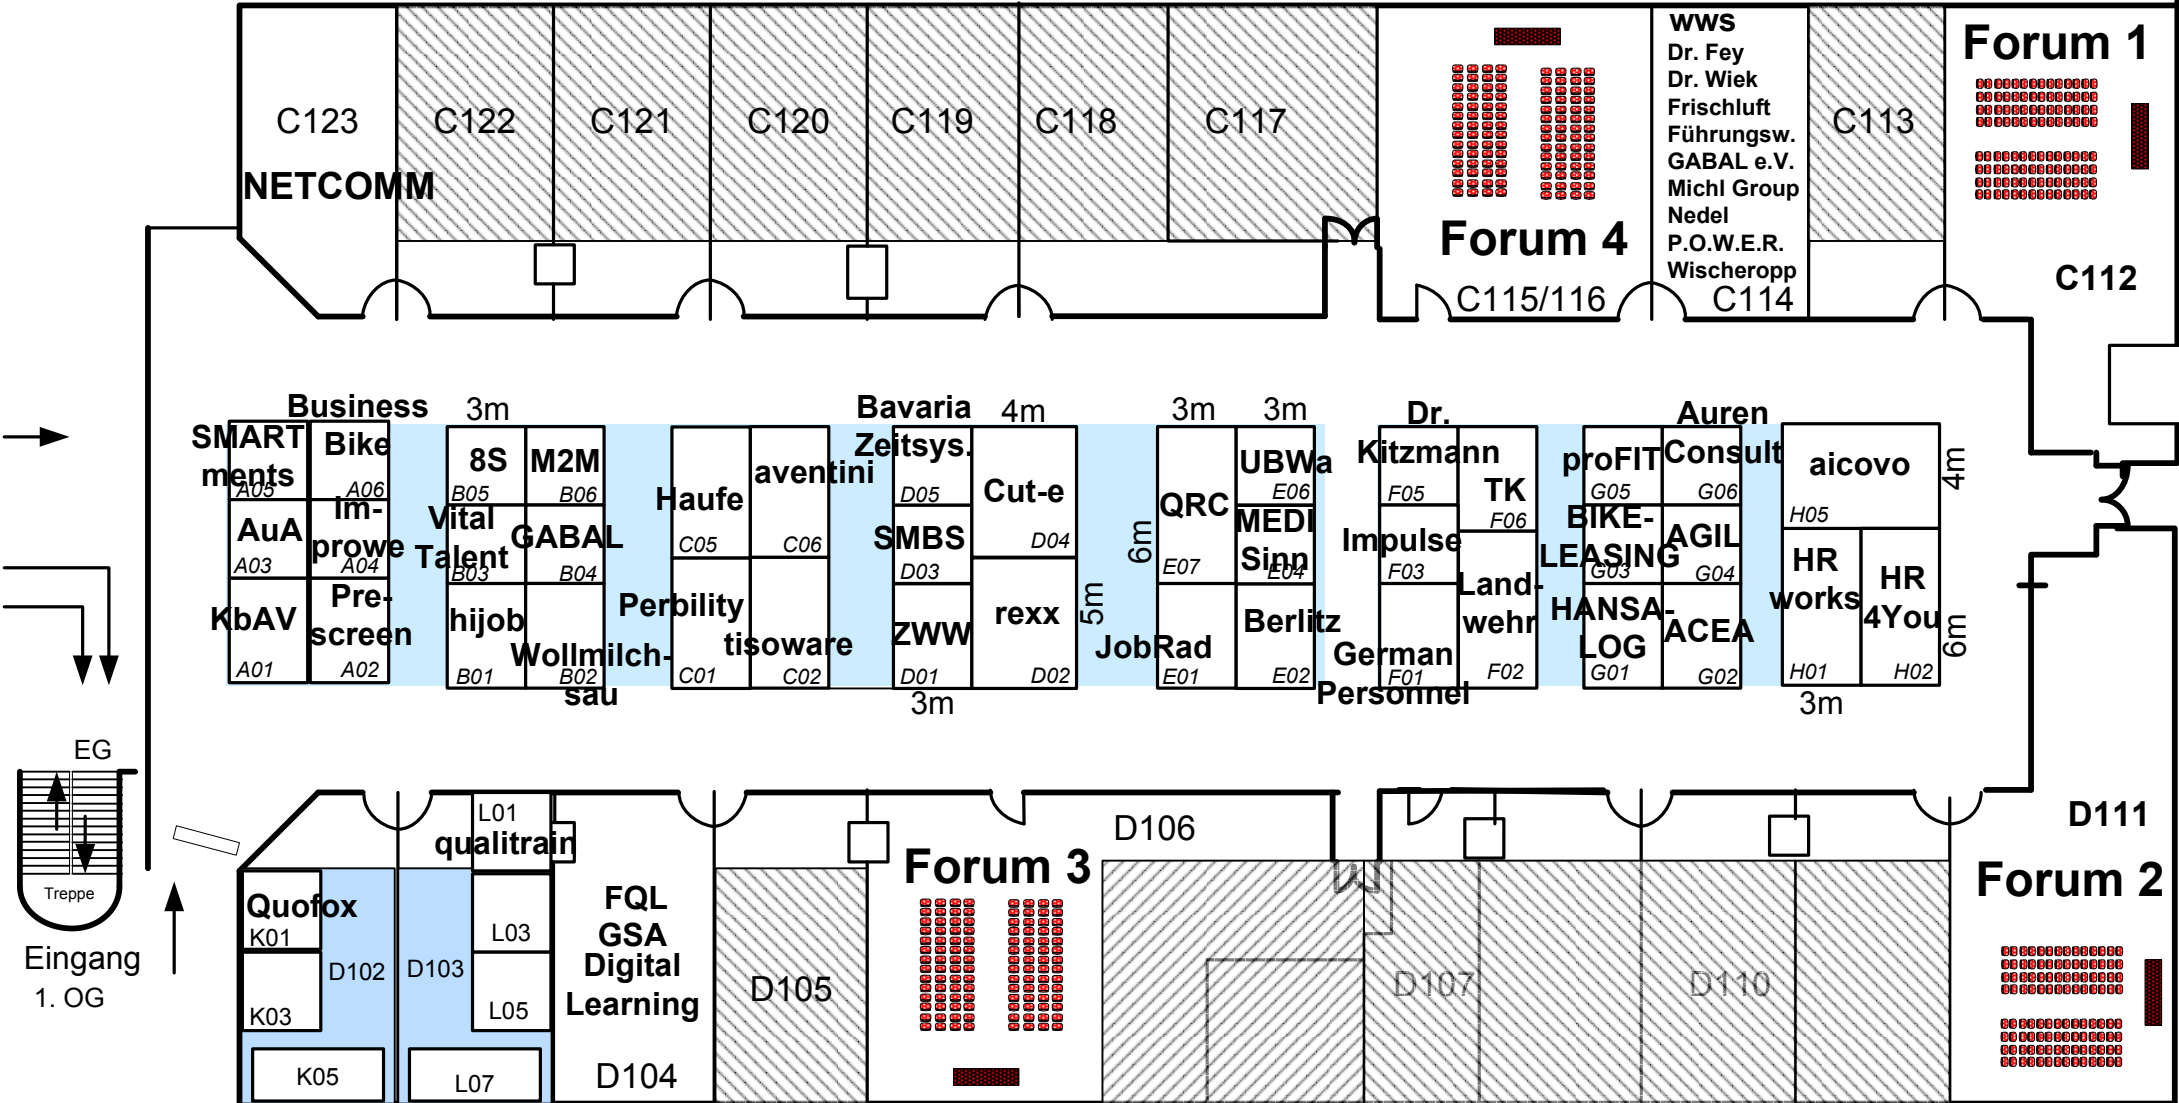 C123
NETCOMM
C122
C121
C120
C119
C118
C117
Forum 4
C115/116
WWS
Dr. Fey
Dr. Wiek
Frischluft
Führungsw.
GABAL e.V.
Michl Group
Nedel
P.O.W.E.R.
Wischeropp
C114
C113
Forum 1
C112
SMART
ments
A05
Business
Bike
A06
AuA
A03
Im-
prowe
A04
KbAV
A01
Pre-
screen
A02
3m
8S
B05
M2M
B06
Vital
Talent
B03
GABAL
B04
hijob
B01
Wollmilch-
sau
B02
Haufe
C05
aventini
C06
Perbility
C01
tisoware
C02
Bavaria
Zeitsys.
D05
4m
Cut-e
D04
SMBS
D03
ZWW
D01
rexx
D02
5m
3m
3m
3m
QRC
E07
6m
UBWa
E06
MEDI
Sinn
E04
JobRad
E01
Berlitz
E02
Dr.
Kitzmann
F05
TK
F06
Impulse
F03
Land-
wehr
F02
German
Personnel
F01
proFIT
G05
Auren
Consult
G06
BIKE-
LEASING
G03
AGIL
G04
HANSA-
LOG
G01
ACEA
G02
aicovo
H05
4m
HR
works
H01
HR
4You
H02
6m
3m
EG
Treppe
Eingang
1. OG
Quofox
K01
K03
K05
D102
D103
L01
qualitrain
L03
L05
L07
FQL
GSA
Digital
Learning
D104
D105
D106
Forum 3
D107
D110
D111
Forum 2